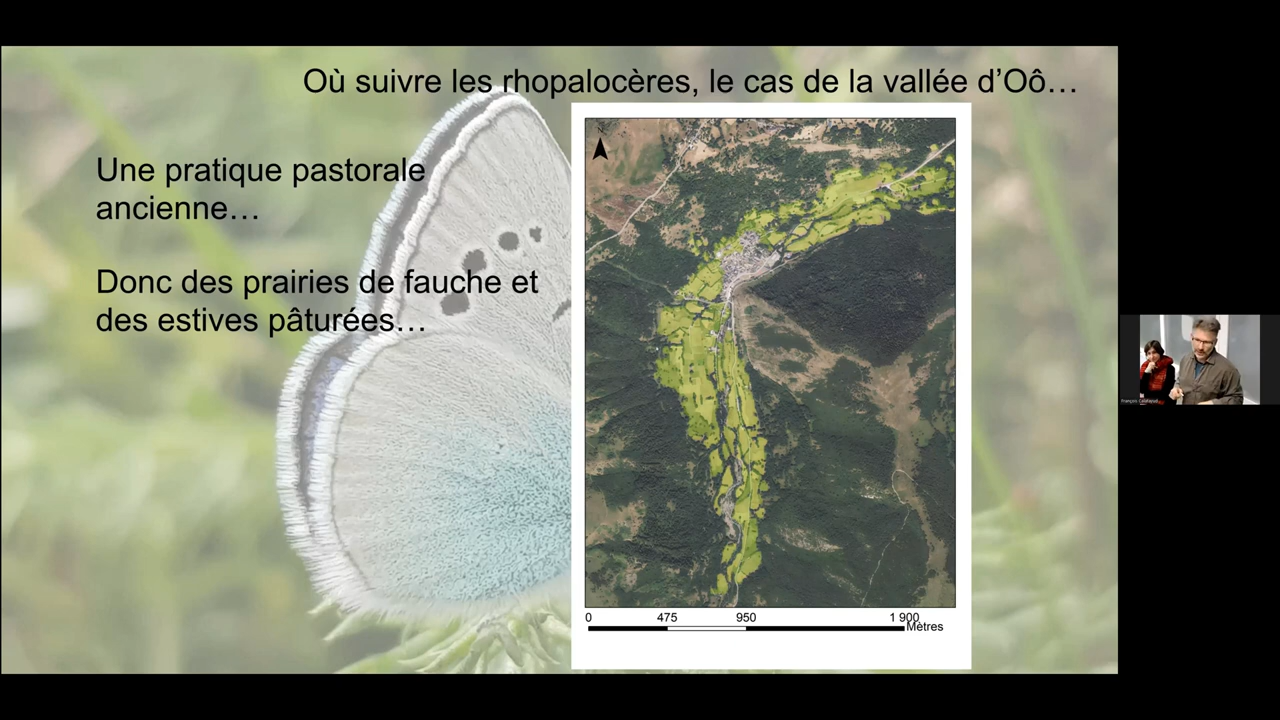 Où suivre les rhopalocères, le cas de la vallée d’Oô…
Une pratique pastorale
ancienne…
Donc des prairies de fauche et
des estives pâturées…
N
0 475 950 1 900
Mètres